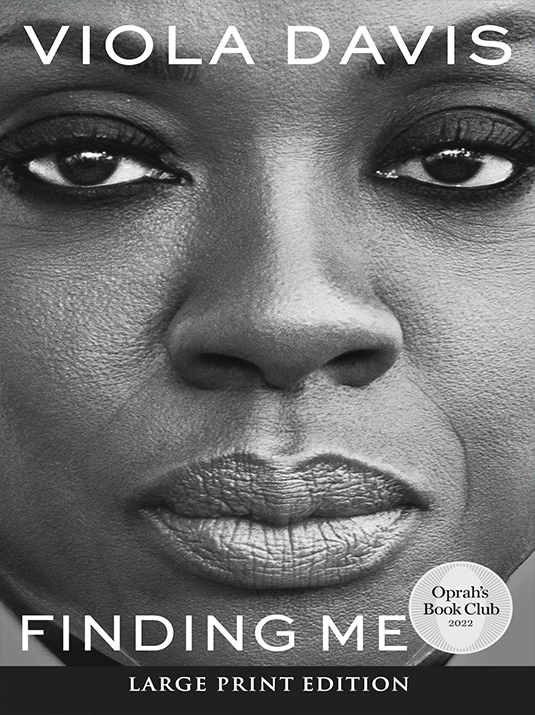 VIOLA DAVIS
FINDING ME
Oprah's
Book Club
2022
LARGE PRINT EDITION